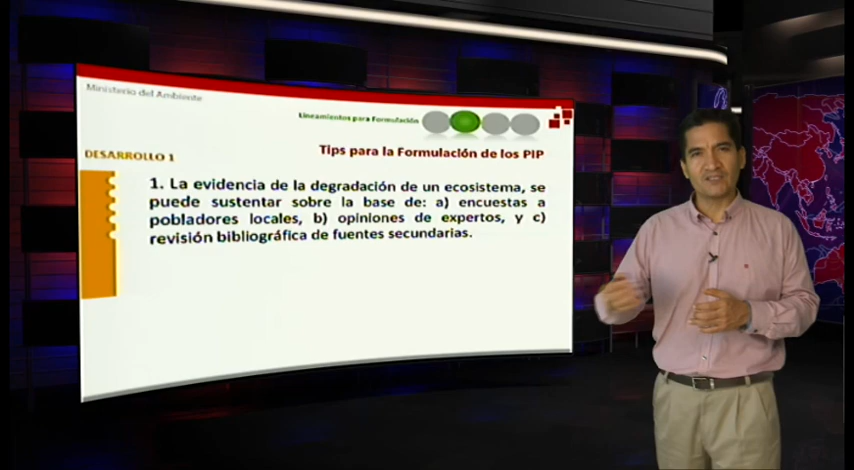 Ministerio del Ambiente
Lineamientos para Formulación
DESARROLLO 1
Tips para la Formulación de los PIP
1. La evidencia de la degradación de un ecosistema, se
puede sustentar sobre la base de: a) encuestas a
pobladores locales, b) opiniones de expertos, y c)
revisión bibliográfica de fuentes secundarias.